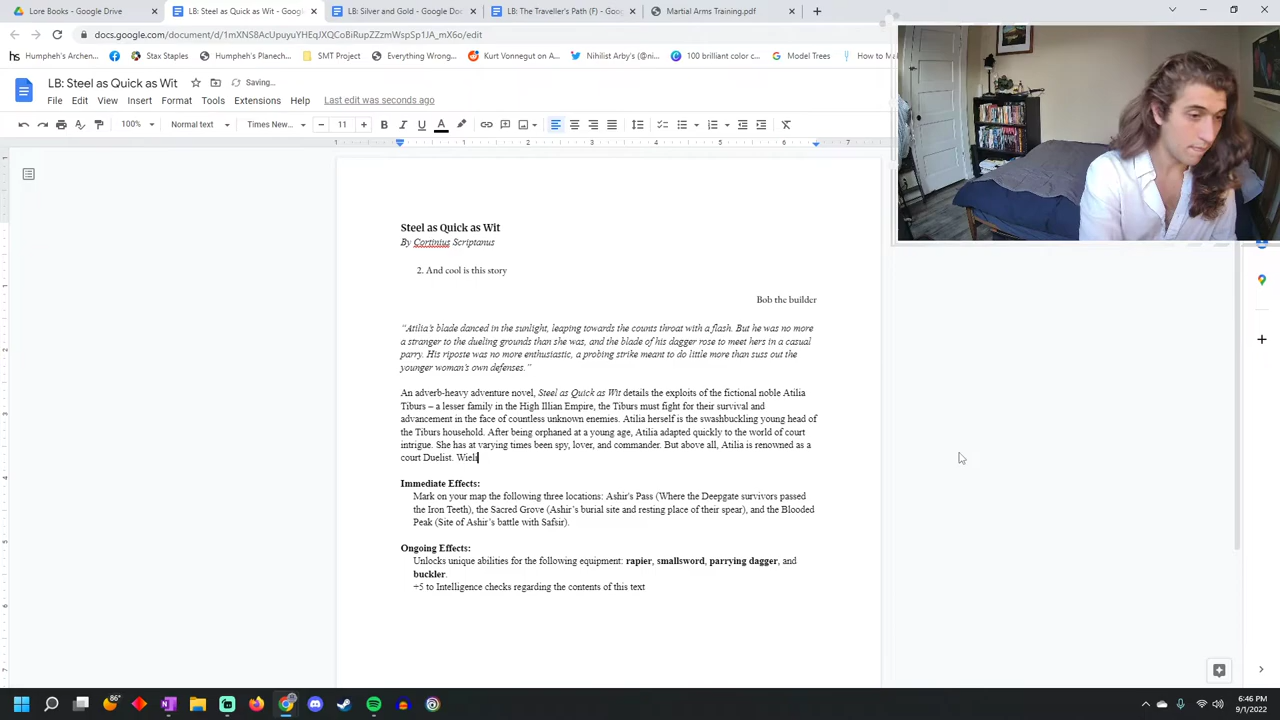 LB: Lore Books - Google Drive
LB: Steel as Quick as Wit - Goog
LB: Silver and Gold - Google Doc
LB: The Traveller's Path (F) - Goog
Martial Arms Training.pdf
Humpheh's Archen...
Stax Staples
Humpheh's Planech...
SMT Project
Everything Wrong...
Kurt Vonnegut on A...
Nihilist Arby's (@nihi...
100 brilliant color c...
Model Trees
How to M
LB: Steel as Quick as Wit
Saving...
File Edit View Insert Format Tools Extensions Help Last edit was seconds ago
100% Normal text Times New... 11
Steel as Quick as Wit
By Cortinius Scriptanus
2. And cool is this story
Bob the builder
“Atilia’s blade danced in the sunlight, leaping towards the counts throat with a flash. But he was no more
a stranger to the dueling grounds than she was, and the blade of his dagger rose to meet hers in a casual
parry. His riposte was no more enthusiastic, a probing strike meant to do little more than suss out the
younger woman’s own defenses.”
An adverb-heavy adventure novel, Steel as Quick as Wit details the exploits of the fictional noble Atilia
Tiburs – a lesser family in the High Illian Empire, the Tiburs must fight for their survival and
advancement in the face of countless unknown enemies. Atilia herself is the swashbuckling young head of
the Tiburs household. After being orphaned at a young age, Atilia adapted quickly to the world of court
intrigue. She has at varying times been spy, lover, and commander. But above all, Atilia is renowned as a
court Duelist. Wieli
Immediate Effects:
Mark on your map the following three locations: Ashir's Pass (Where the Deepgate survivors passed
the Iron Teeth), the Sacred Grove (Ashir’s burial site and resting place of their spear), and the Blooded
Peak (Site of Ashir’s battle with Safsir).
Ongoing Effects:
Unlocks unique abilities for the following equipment: rapier, smallsword, parrying dagger, and
buckler.
+5 to Intelligence checks regarding the contents of this text
86°
6:46 PM
9/1/2022